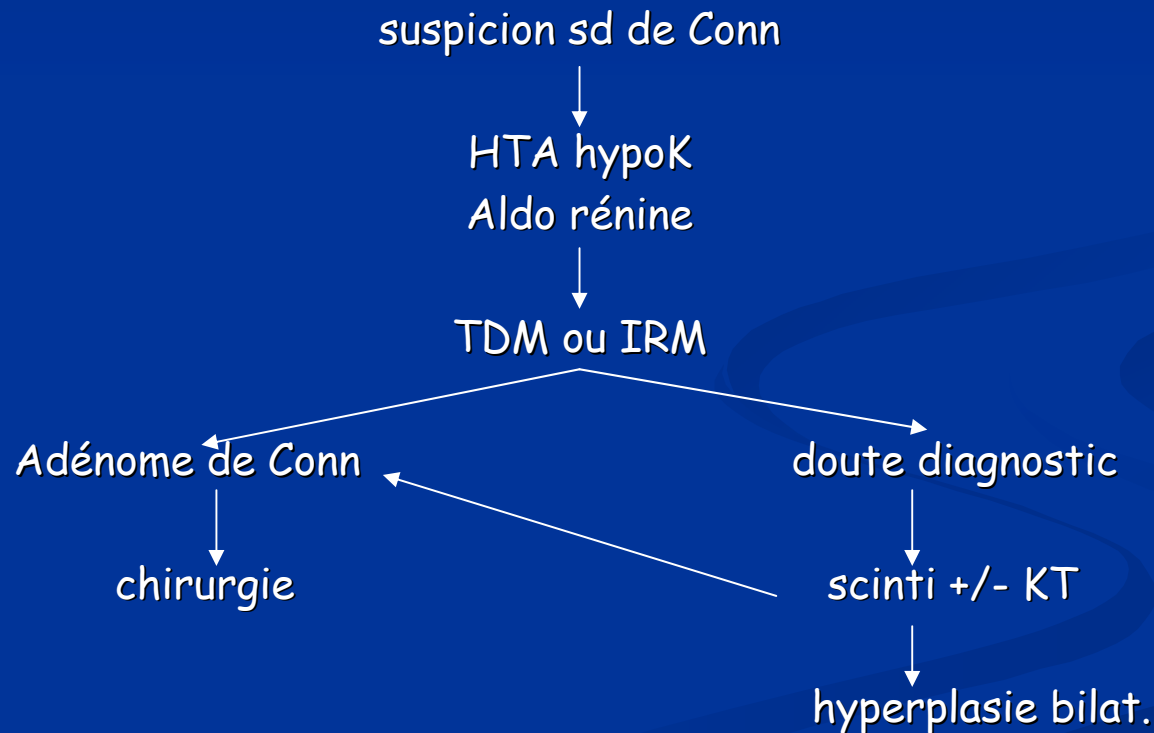 suspicion sd de Conn
HTA hypoK
Aldo rénine
TDM ou IRM
Adénome de Conn
doute diagnostic
chirurgie
scinti +/- KT
hyperplasie bilat.